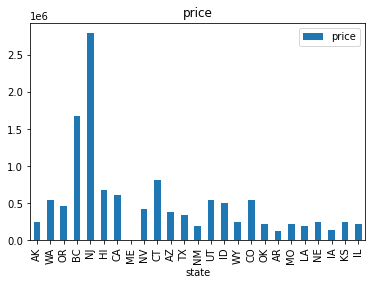 price
1e6
price
2.5
2.0
1.5
1.0
0.5
0.0
AK WA OR BC NJ HI CA ME NV CT AZ TX NM UT ID WY CO OK AR MO LA NE IA KS IL
state